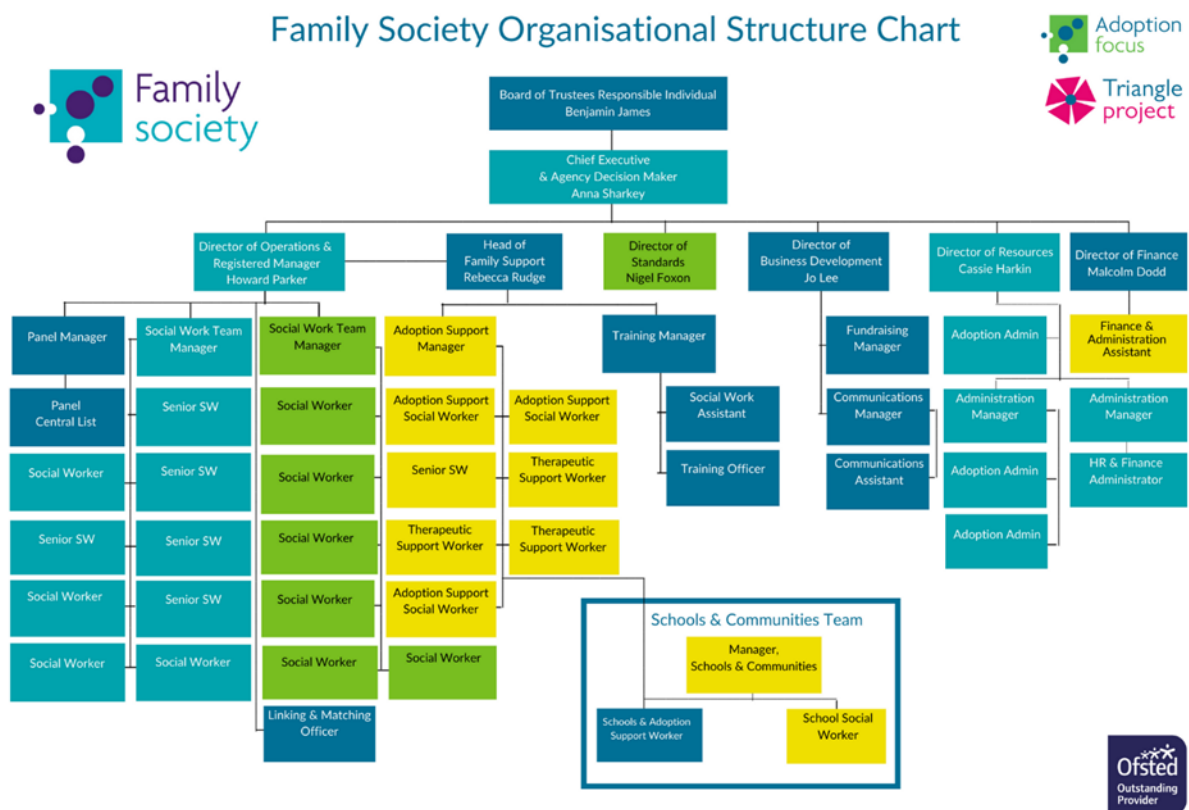 Family Society Organisational Structure Chart
Adoption
focus
Family
society
Triangle
project
Board of Trustees Responsible Individual
Benjamin James
Chief Executive
& Agency Decision Maker
Anna Sharkey
Director of Operations &
Registered Manager
Howard Parker
Head of
Family Support
Rebecca Rudge
Director of
Standards
Nigel Foxon
Director of
Business Development
Jo Lee
Director of Resources
Cassie Harkin
Director of Finance
Malcolm Dodd
Panel Manager
Social Work Team
Manager
Social Work Team
Manager
Adoption Support
Manager
Training Manager
Fundraising
Manager
Adoption Admin
Finance &
Administration
Assistant
Panel
Central List
Senior SW
Social Worker
Adoption Support
Social Worker
Adoption Support
Social Worker
Social Work
Assistant
Communications
Manager
Administration
Manager
Administration
Manager
Social Worker
Senior SW
Social Worker
Senior SW
Therapeutic
Support Worker
Training Officer
Communications
Assistant
Adoption Admin
HR & Finance
Administrator
Senior SW
Senior SW
Social Worker
Therapeutic
Support Worker
Therapeutic
Support Worker
Adoption Admin
Social Worker
Senior SW
Social Worker
Adoption Support
Social Worker
Schools & Communities Team
Social Worker
Social Worker
Social Worker
Social Worker
Manager,
Schools & Communities
Linking & Matching
Officer
Schools & Adoption
Support Worker
School Social
Worker
Ofsted
Outstanding
Provider